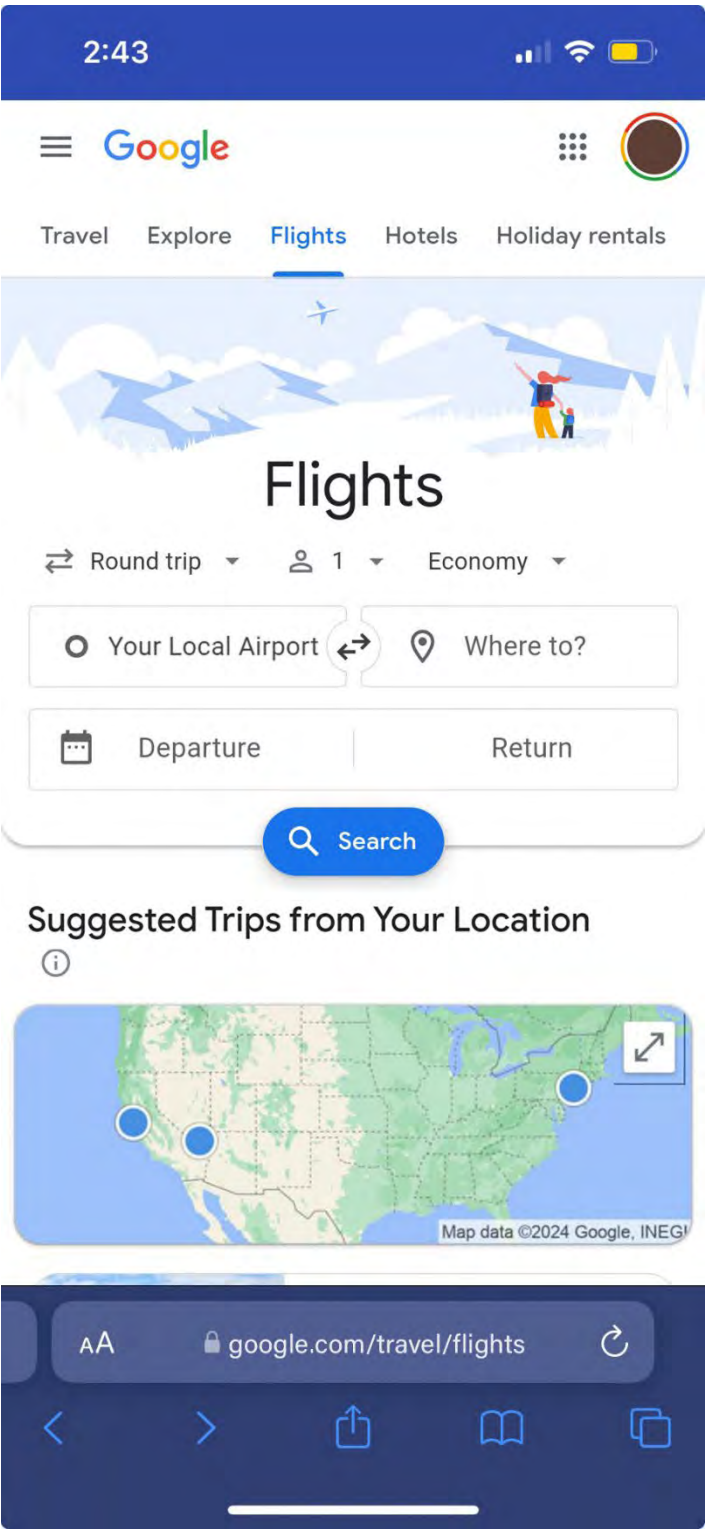 2:43
Google
Travel Explore Flights Hotels Holiday rentals
Flights
Round trip 1 Economy
Your Local Airport Where to?
Departure Return
Search
Suggested Trips from Your Location
Map data ©2024 Google, INEGI
AA google.com/travel/flights